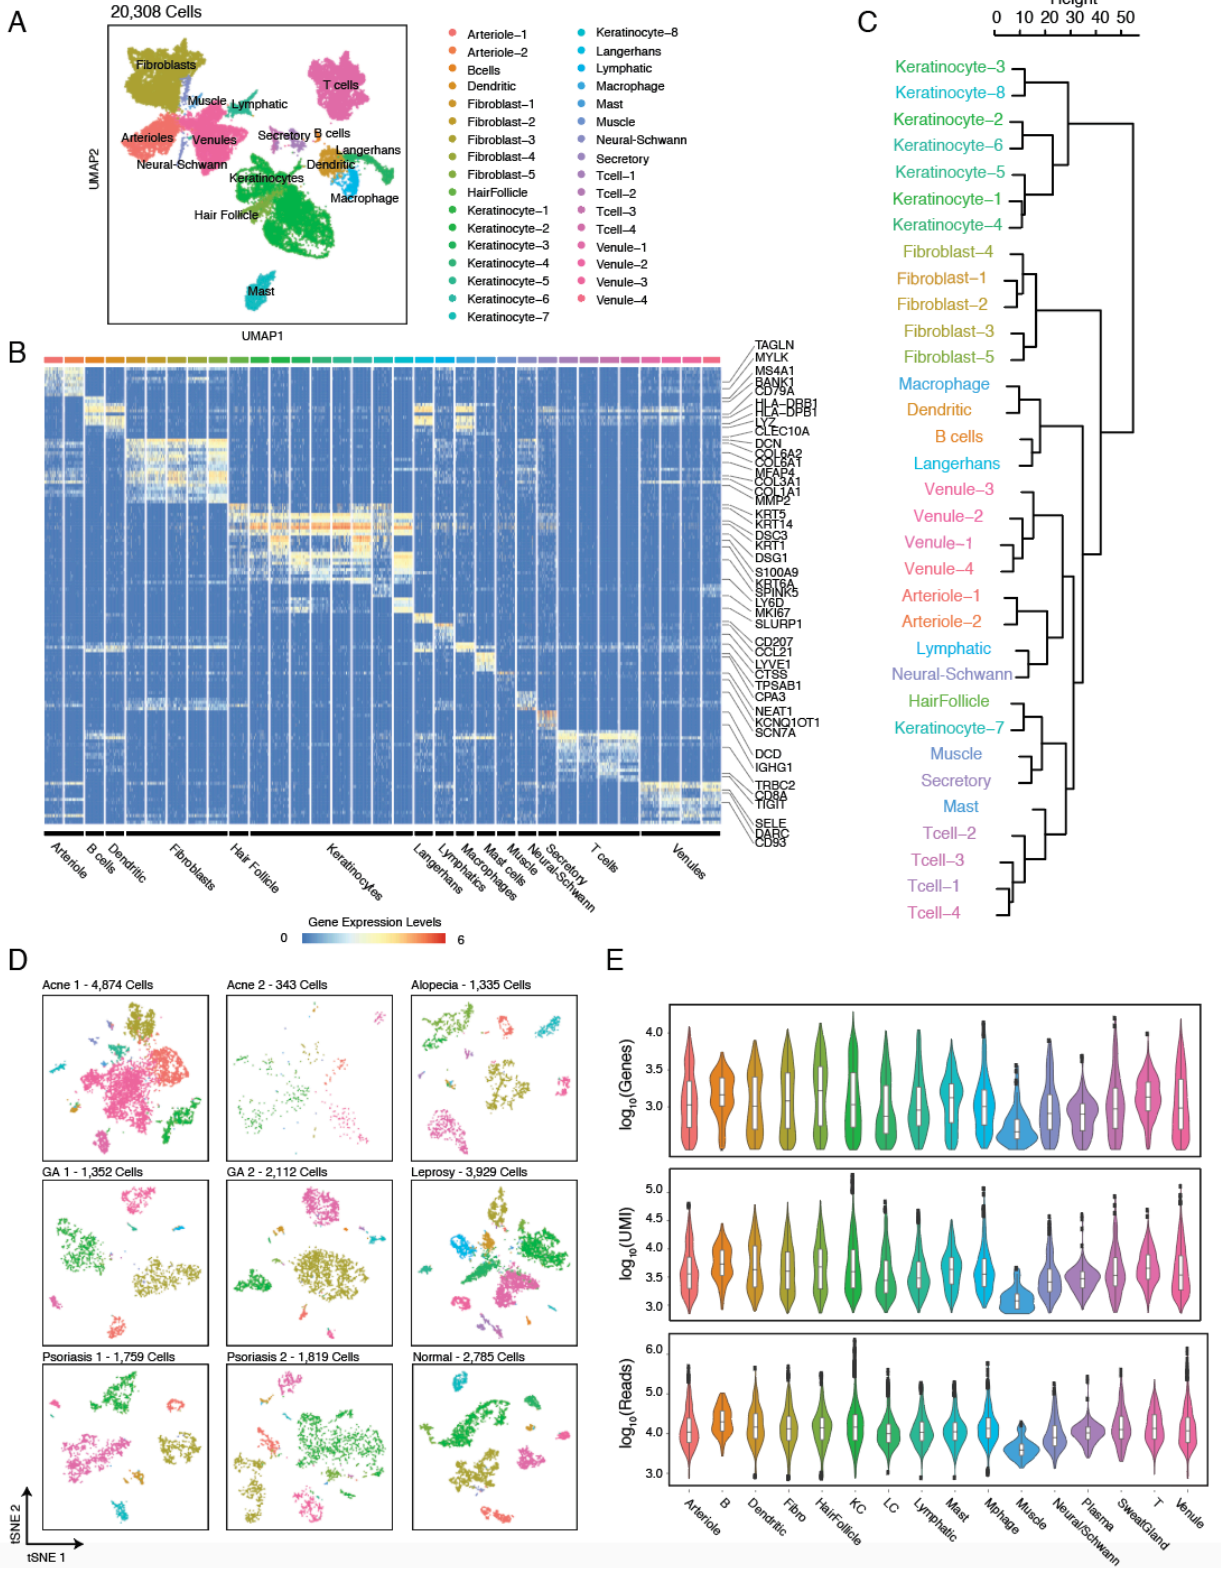 A
20,308 Cells
Fibroblasts
T cells
Muscle
Lymphatic
Arterioles
Venules
Secretory
B cells
Neural-Schwann
Langerhans
Dendritic
Keratinocytes
Macrophage
Hair Follicle
Mast
UMAP2
UMAP1
Arteriole-1
Arteriole-2
Bcells
Dendritic
Fibroblast-1
Fibroblast-2
Fibroblast-3
Fibroblast-4
Fibroblast-5
HairFollicle
Keratinocyte-1
Keratinocyte-2
Keratinocyte-3
Keratinocyte-4
Keratinocyte-5
Keratinocyte-6
Keratinocyte-7
Keratinocyte-8
Langerhans
Lymphatic
Macrophage
Mast
Muscle
Neural-Schwann
Secretory
Tcell-1
Tcell-2
Tcell-3
Tcell-4
Venule-1
Venule-2
Venule-3
Venule-4
B
TAGLN
MYLK
MS4A1
BANK1
CD79A
HLA-DRB1
HLA-DPB1
LYZ
CLEC10A
DCN
COL6A2
COL6A1
MFAP4
COL3A1
COL1A1
MMP2
KRT5
KRT14
DSC3
KRT1
DSG1
S100A9
KRT6A
SPINK5
LY6D
MKI67
SLURP1
CD207
CCL21
LYVE1
CTSS
TPSAB1
CPA3
NEAT1
KCNQ1OT1
SCN7A
DCD
IGHG1
TRBC2
CD8A
TIGIT
SELE
DARC
CD93
Arteriole
B cells
Dendritic
Fibroblasts
Hair Follicle
Keratinocytes
Langerhans
Lymphatics
Macrophages
Mast cells
Muscle
Neural-Schwann
Secretory
T cells
Venules
Gene Expression Levels
0
6
C
Height
0 10 20 30 40 50
Keratinocyte-3
Keratinocyte-8
Keratinocyte-2
Keratinocyte-6
Keratinocyte-5
Keratinocyte-1
Keratinocyte-4
Fibroblast-4
Fibroblast-1
Fibroblast-2
Fibroblast-3
Fibroblast-5
Macrophage
Dendritic
B cells
Langerhans
Venule-3
Venule-2
Venule-1
Venule-4
Arteriole-1
Arteriole-2
Lymphatic
Neural-Schwann
HairFollicle
Keratinocyte-7
Muscle
Secretory
Mast
Tcell-2
Tcell-3
Tcell-1
Tcell-4
D
Acne 1 - 4,874 Cells
Acne 2 - 343 Cells
Alopecia - 1,335 Cells
GA 1 - 1,352 Cells
GA 2 - 2,112 Cells
Leprosy - 3,929 Cells
Psoriasis 1 - 1,759 Cells
Psoriasis 2 - 1,819 Cells
Normal - 2,785 Cells
tSNE 2
tSNE 1
E
log10(Genes)
4.0
3.5
3.0
log10(UMI)
5.0
4.5
4.0
3.5
3.0
log10(Reads)
6.0
5.0
4.0
3.0
Arteriole
B
Dendritic
Fibro
HairFollicle
KC
LC
Lymphatic
Mast
Mphage
Muscle
Neural/Schwann
Plasma
SweatGland
T
Venule